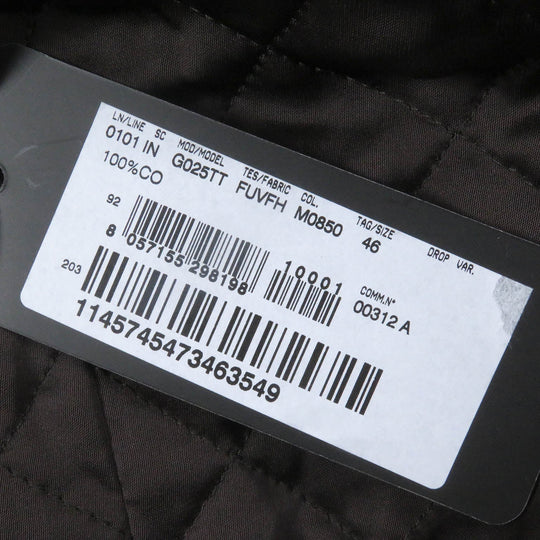 LN/LINE SC MOD/MODEL TES/FABRIC COL. TAG/SIZE DROP VAR.
0101 IN G025TT FUVFH M0850 46
100%CO
92
8 057155 298198 10001 COMM.N°
203 00312 A
1145745473463549